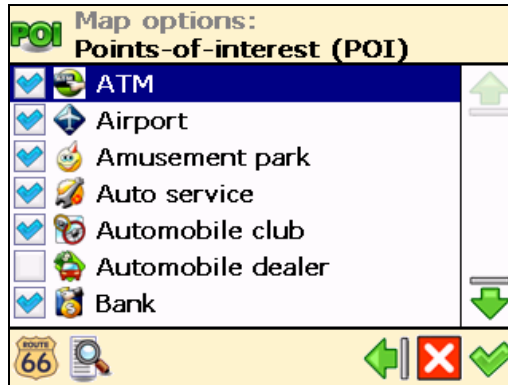 POI
Map options:
Points-of-interest (POI)
ATM
Airport
Amusement park
Auto service
Automobile club
Automobile dealer
Bank
ROUTE
66